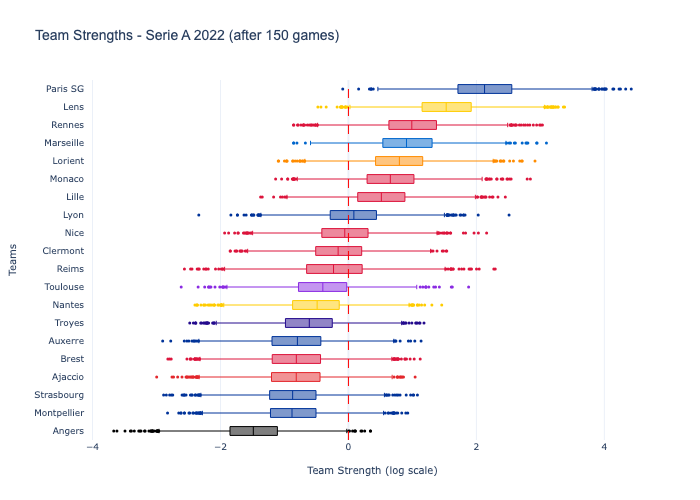 Team Strengths - Serie A 2022 (after 150 games)
Paris SG
Lens
Rennes
Marseille
Lorient
Monaco
Lille
Lyon
Nice
Clermont
Reims
Toulouse
Nantes
Troyes
Auxerre
Brest
Ajaccio
Strasbourg
Montpellier
Angers
Teams
−4 −2 0 2 4
Team Strength (log scale)